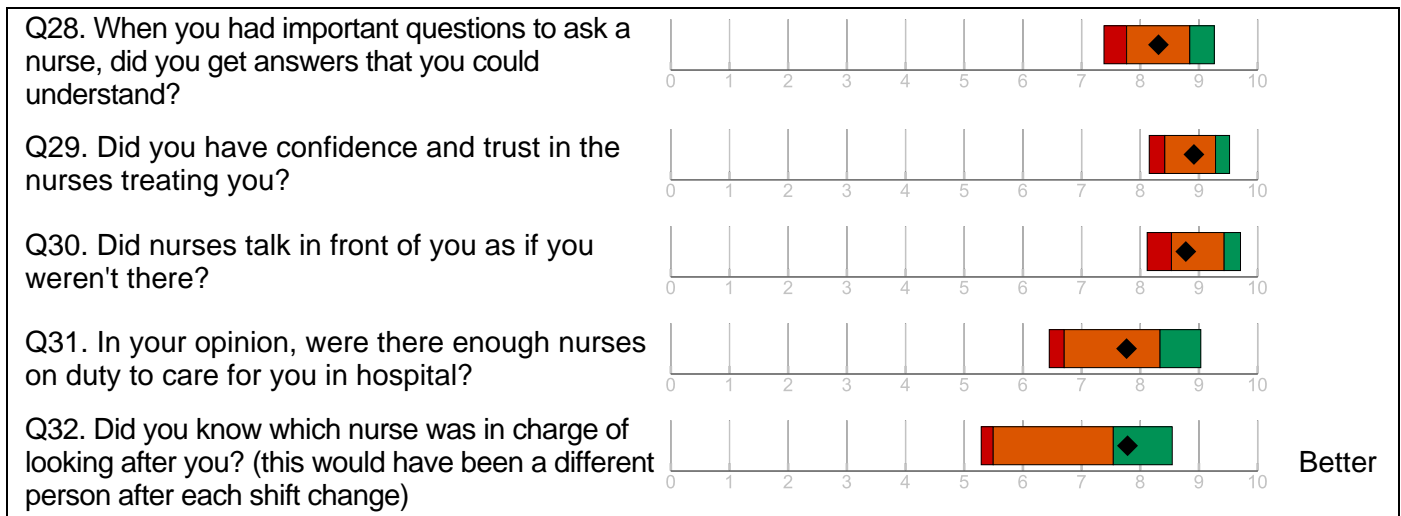 Q28. When you had important questions to ask a
nurse, did you get answers that you could
understand?
0 1 2 3 4 5 6 7 8 9 10
Q29. Did you have confidence and trust in the
nurses treating you?
0 1 2 3 4 5 6 7 8 9 10
Q30. Did nurses talk in front of you as if you
weren't there?
0 1 2 3 4 5 6 7 8 9 10
Q31. In your opinion, were there enough nurses
on duty to care for you in hospital?
0 1 2 3 4 5 6 7 8 9 10
Q32. Did you know which nurse was in charge of
looking after you? (this would have been a different
person after each shift change)
0 1 2 3 4 5 6 7 8 9 10
Better